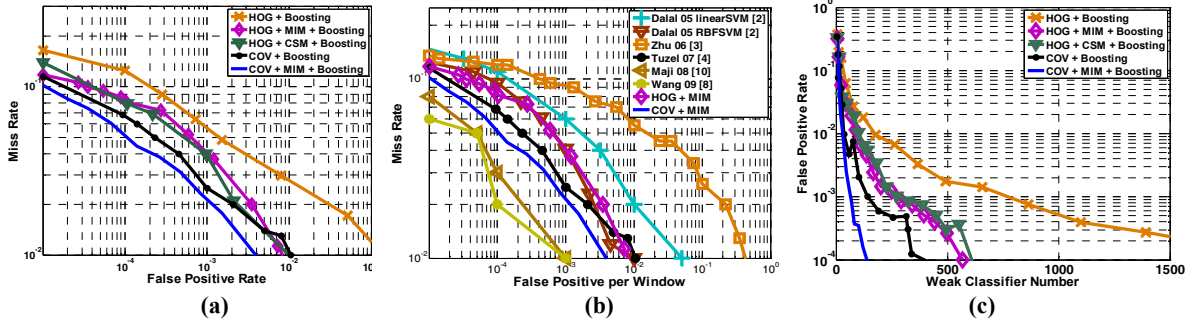 HOG + Boosting
HOG + MIM + Boosting
HOG + CSM + Boosting
COV + Boosting
COV + MIM + Boosting
Miss Rate
10^-1
10^-2
10^-4
10^-3
10^-2
10^-1
False Positive Rate
(a)
Dalal 05 linearSVM [2]
Dalal 05 RBFSVM [2]
Zhu 06 [3]
Tuzel 07 [4]
Maji 08 [10]
Wang 09 [8]
HOG + MIM
COV + MIM
Miss Rate
10^-1
10^-2
10^-4
10^-3
10^-2
10^-1
10^0
False Positive per Window
(b)
HOG + Boosting
HOG + MIM + Boosting
HOG + CSM + Boosting
COV + Boosting
COV + MIM + Boosting
False Positive Rate
10^0
10^-1
10^-2
10^-3
10^-4
0
500
1000
1500
Weak Classifier Number
(c)